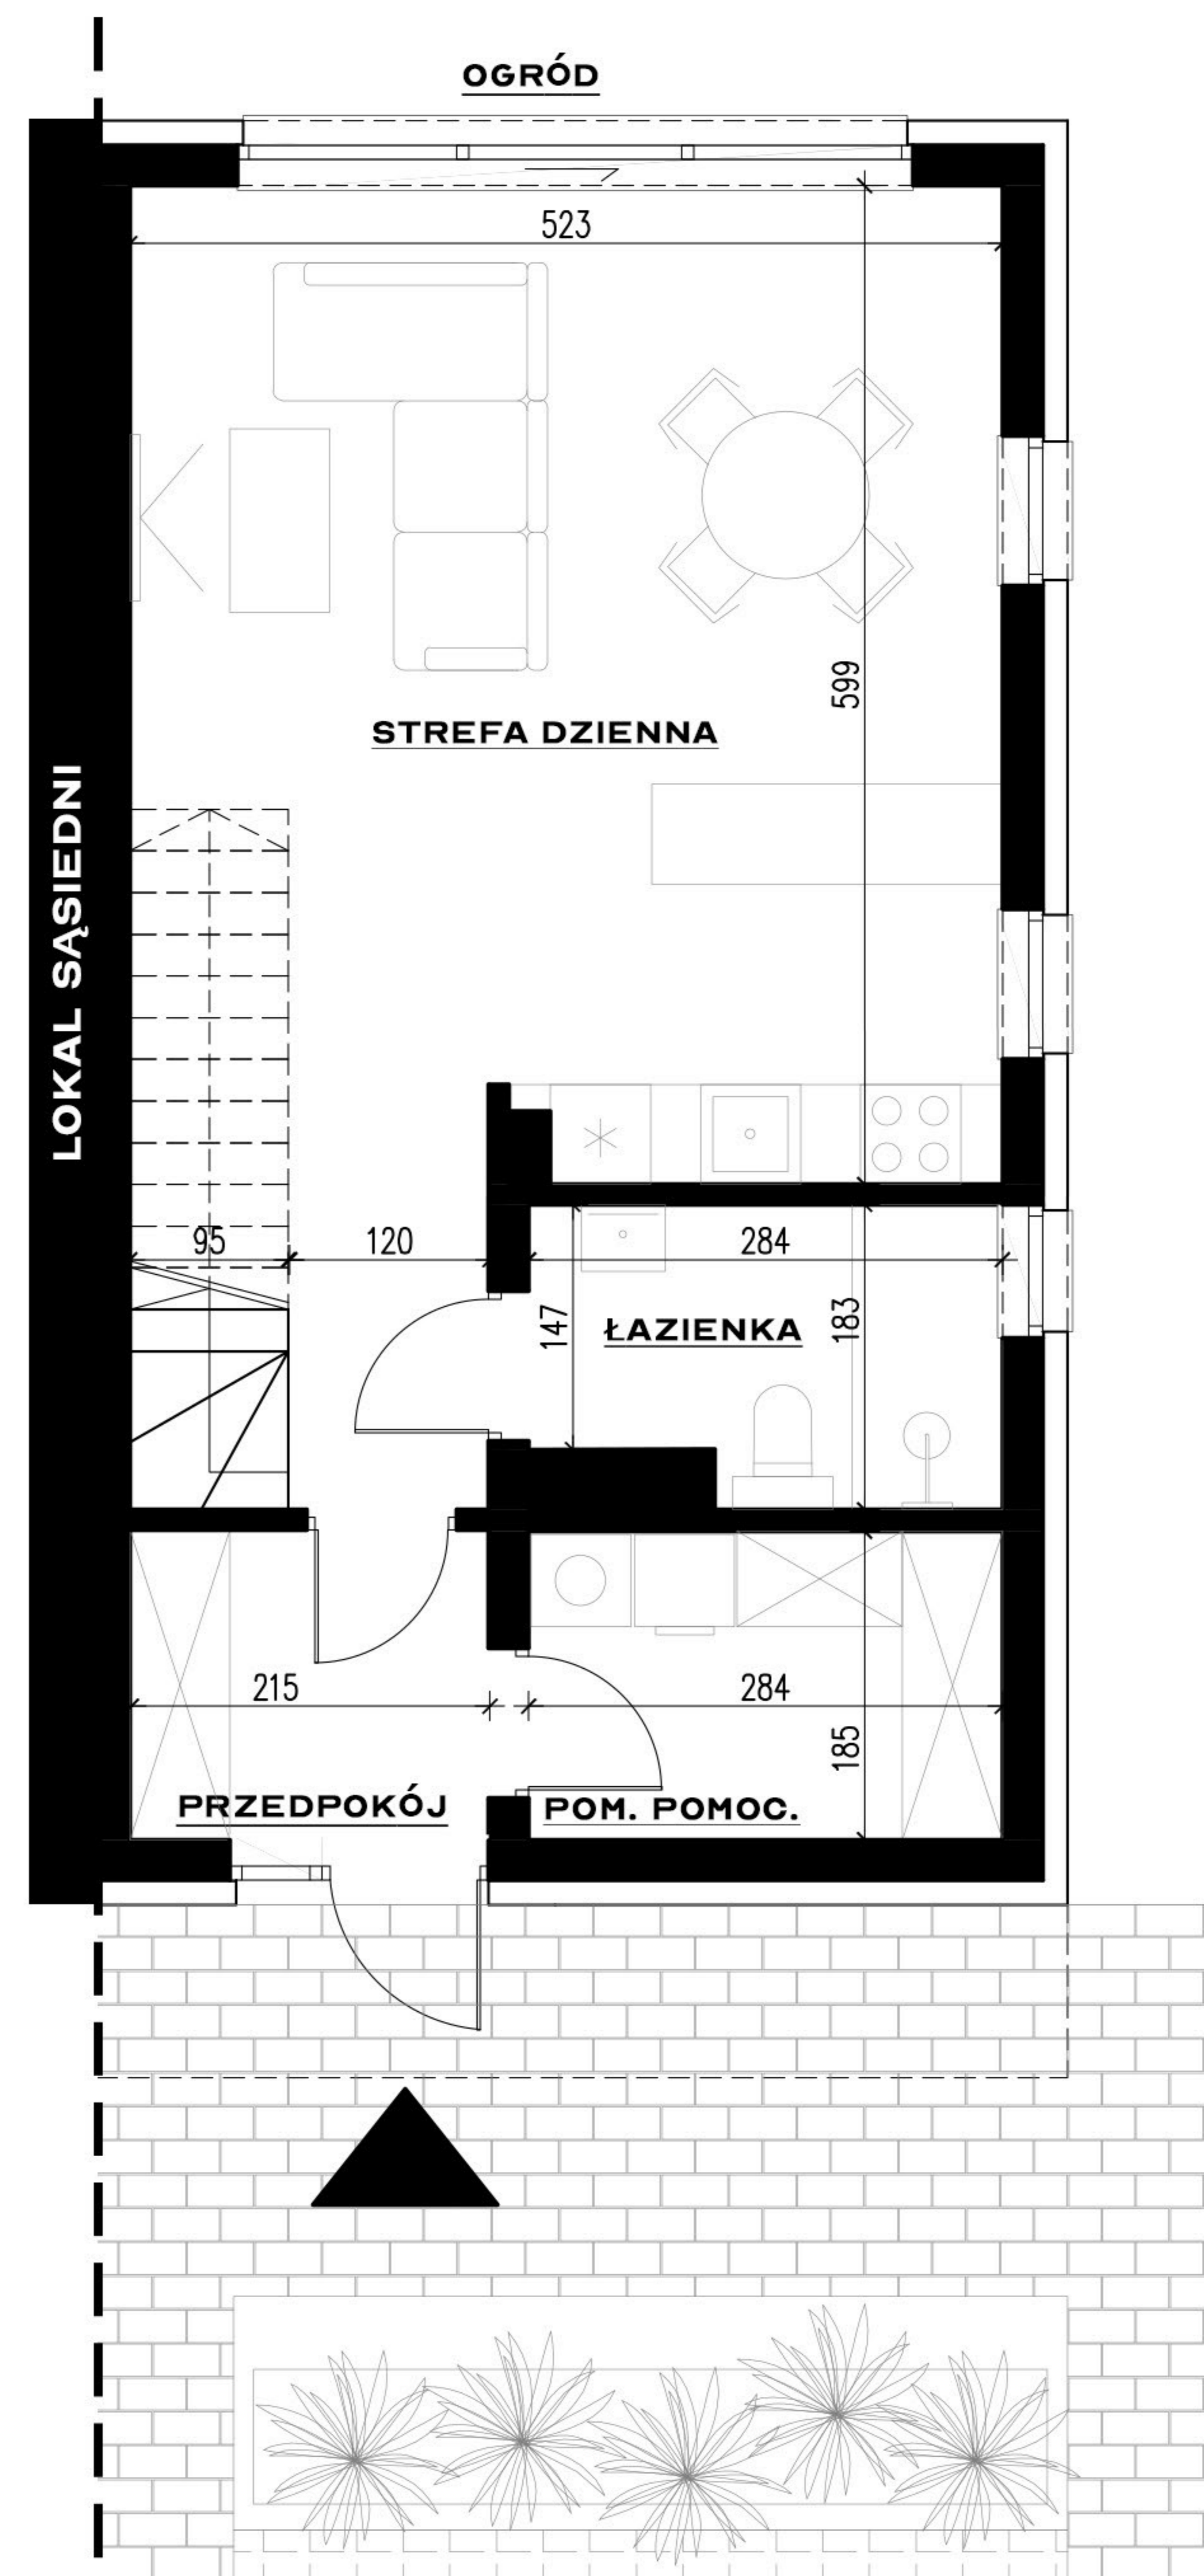 OGRÓD
523
599
STREFA DZIENNA
LOKAL SĄSIEDNI
95
120
284
147
ŁAZIENKA
183
215
284
185
PRZEDPOKÓJ
POM. POMOC.